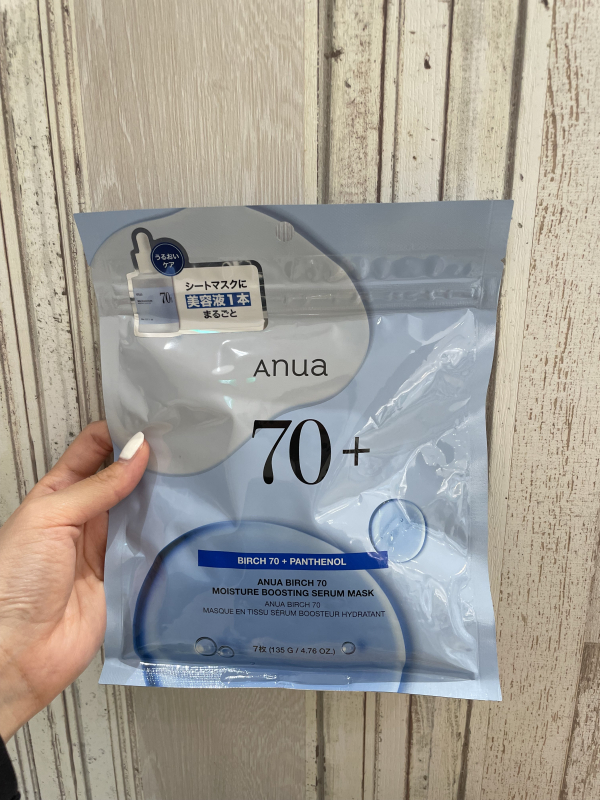 うるおい
ケア
シートマスクに
美容液1本
まるごと
70
Anua
70+
BIRCH 70 + PANTHENOL
ANUA BIRCH 70
MOISTURE BOOSTING SERUM MASK
ANUA BIRCH 70
MASQUE EN TISSU SÉRUM BOOSTEUR HYDRATANT
7枚 (135 G / 4.76 OZ.)